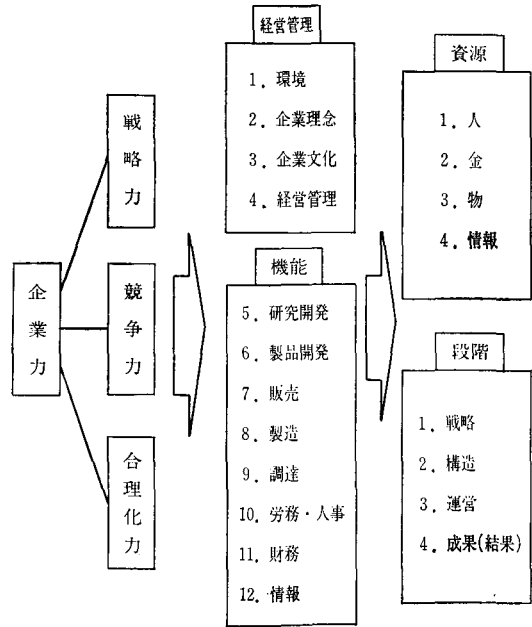 企業力
戦略力
競争力
合理化力
経営管理
1．環境
2．企業理念
3．企業文化
4．経営管理
機能
5．研究開発
6．製品開発
7．販売
8．製造
9．調達
10．労務・人事
11．財務
12．情報
資源
1．人
2．金
3．物
4．情報
段階
1．戦略
2．構造
3．運営
4．成果(結果)